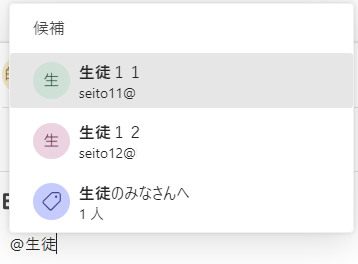 候補
生
生徒１１
seito11@
生
生徒１２
seito12@
生徒のみなさんへ
1 人
@生徒